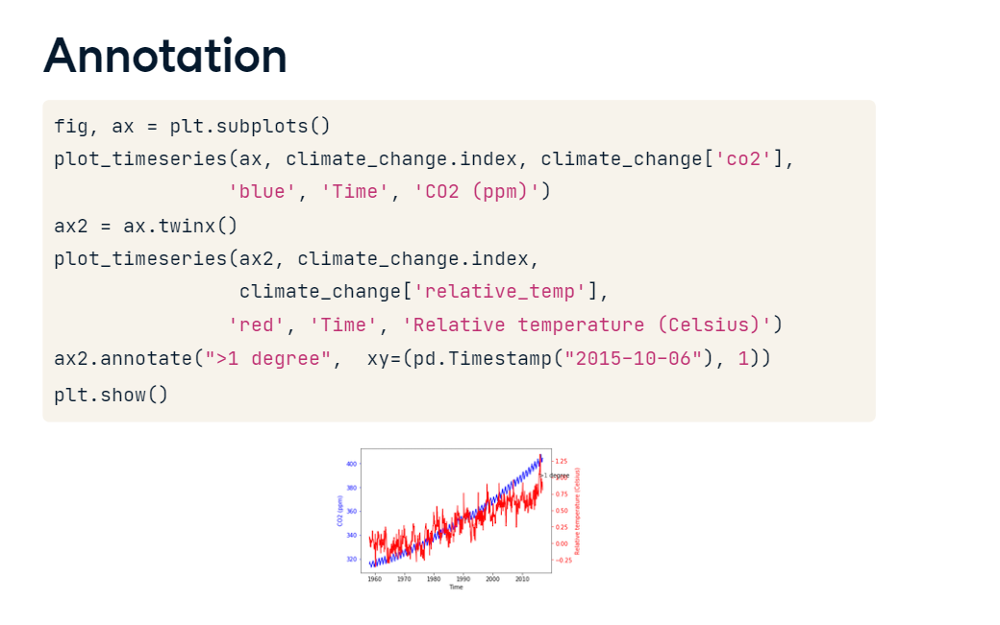 Annotation
fig, ax = plt.subplots()
plot_timeseries(ax, climate_change.index, climate_change['co2'],
'blue', 'Time', 'CO2 (ppm)')
ax2 = ax.twinx()
plot_timeseries(ax2, climate_change.index,
climate_change['relative_temp'],
'red', 'Time', 'Relative temperature (Celsius)')
ax2.annotate(">1 degree",  xy=(pd.Timestamp("2015-10-06"), 1))
plt.show()
400
380
360
340
320
CO2 (ppm)
1960 1970 1980 1990 2000 2010
Time
>1 degree
1.25
1.00
0.75
0.50
0.25
0.00
−0.25
Relative temperature (Celsius)